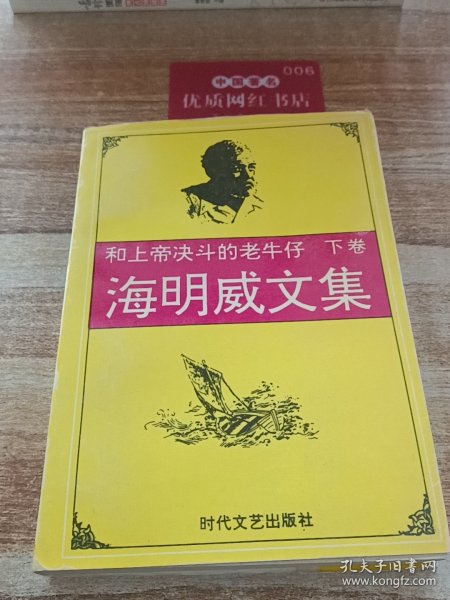 006
中国著名
优质网红书店
和上帝决斗的老牛仔 下卷
海明威文集
时代文艺出版社
孔夫子旧书网
www.kongfz.com